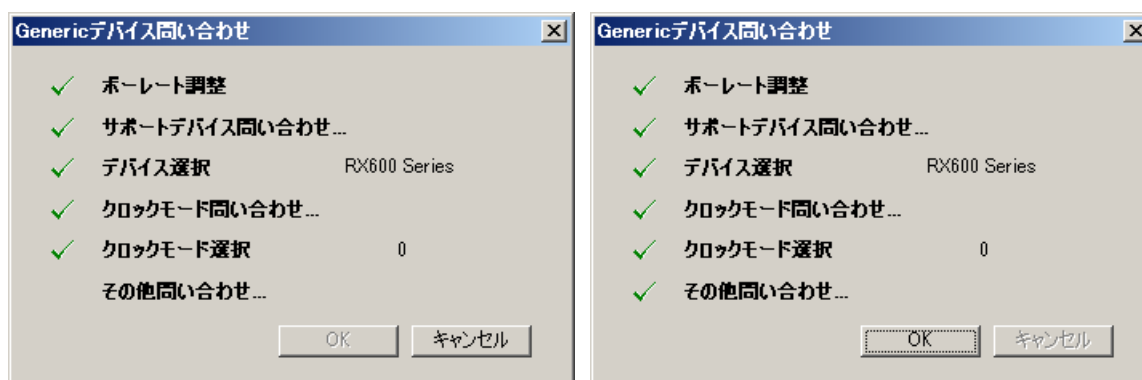 Genericデバイス問い合わせ
ボーレート調整
サポートデバイス問い合わせ...
デバイス選択 RX600 Series
クロックモード問い合わせ...
クロックモード選択 0
その他問い合わせ...
OK キャンセル
Genericデバイス問い合わせ
ボーレート調整
サポートデバイス問い合わせ...
デバイス選択 RX600 Series
クロックモード問い合わせ...
クロックモード選択 0
その他問い合わせ...
OK キャンセル